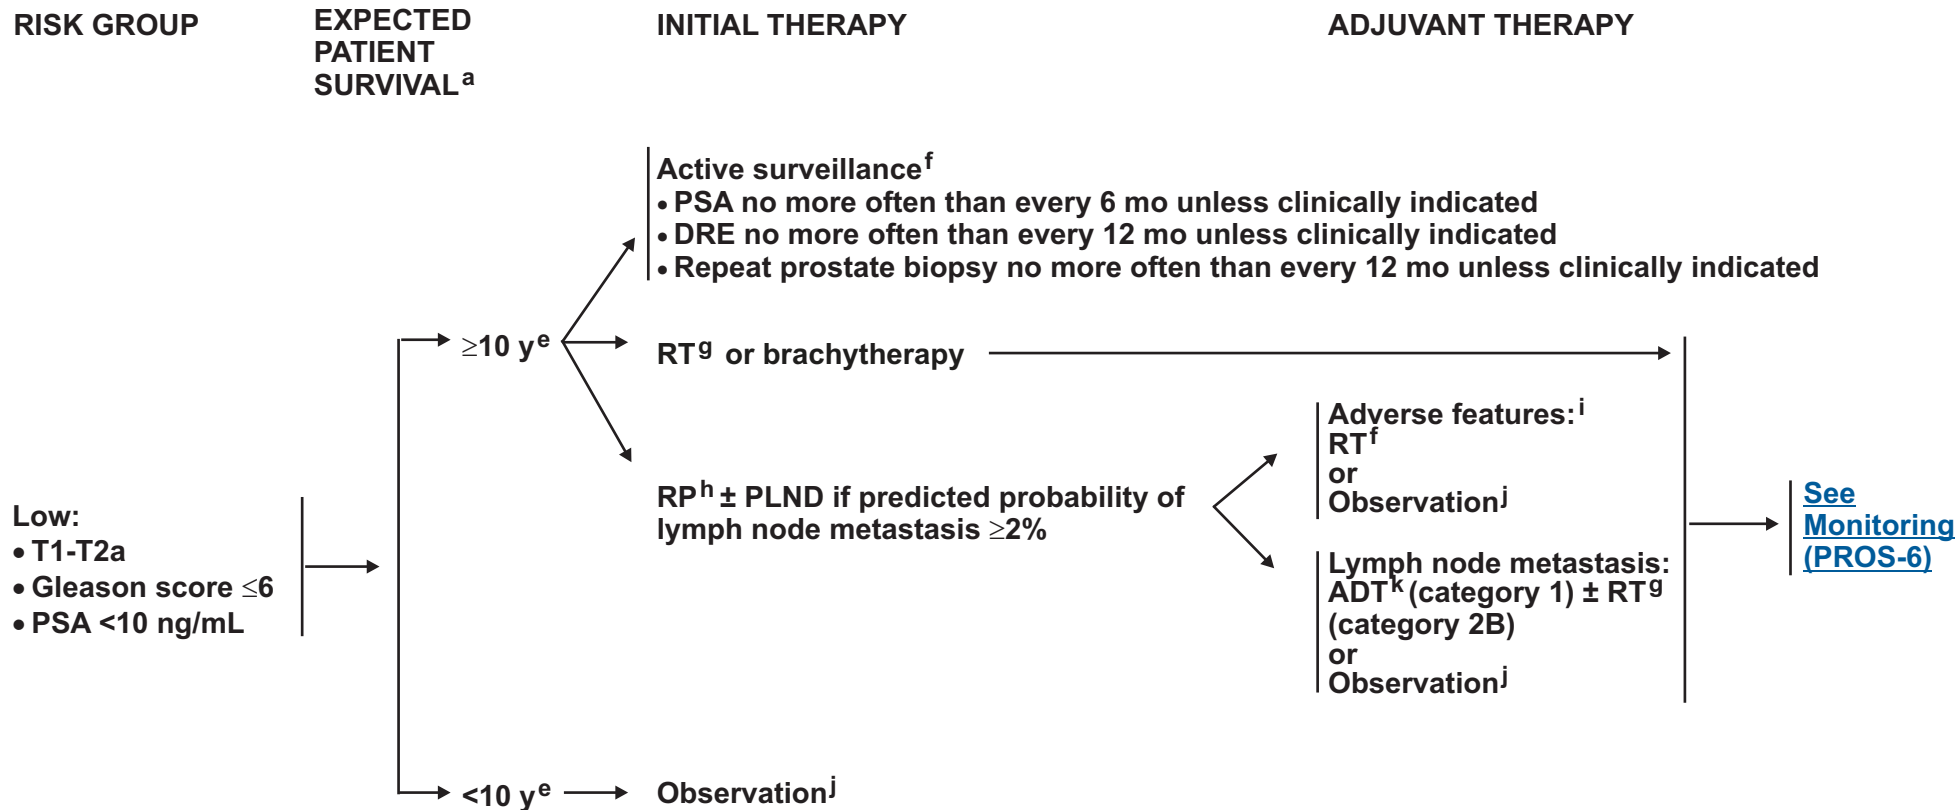 RISK GROUP
EXPECTED
PATIENT
SURVIVALᵃ
INITIAL THERAPY
ADJUVANT THERAPY
Active surveillanceᶠ
• PSA no more often than every 6 mo unless clinically indicated
• DRE no more often than every 12 mo unless clinically indicated
• Repeat prostate biopsy no more often than every 12 mo unless clinically indicated
≥10 yᵉ
RTᵍ or brachytherapy
Adverse features:ⁱ
RTᶠ
or
Observationʲ
RPʰ ± PLND if predicted probability of
lymph node metastasis ≥2%
Low:
• T1-T2a
• Gleason score ≤6
• PSA <10 ng/mL
See
Monitoring
(PROS-6)
Lymph node metastasis:
ADTᵏ (category 1) ± RTᵍ
(category 2B)
or
Observationʲ
<10 yᵉ
Observationʲ